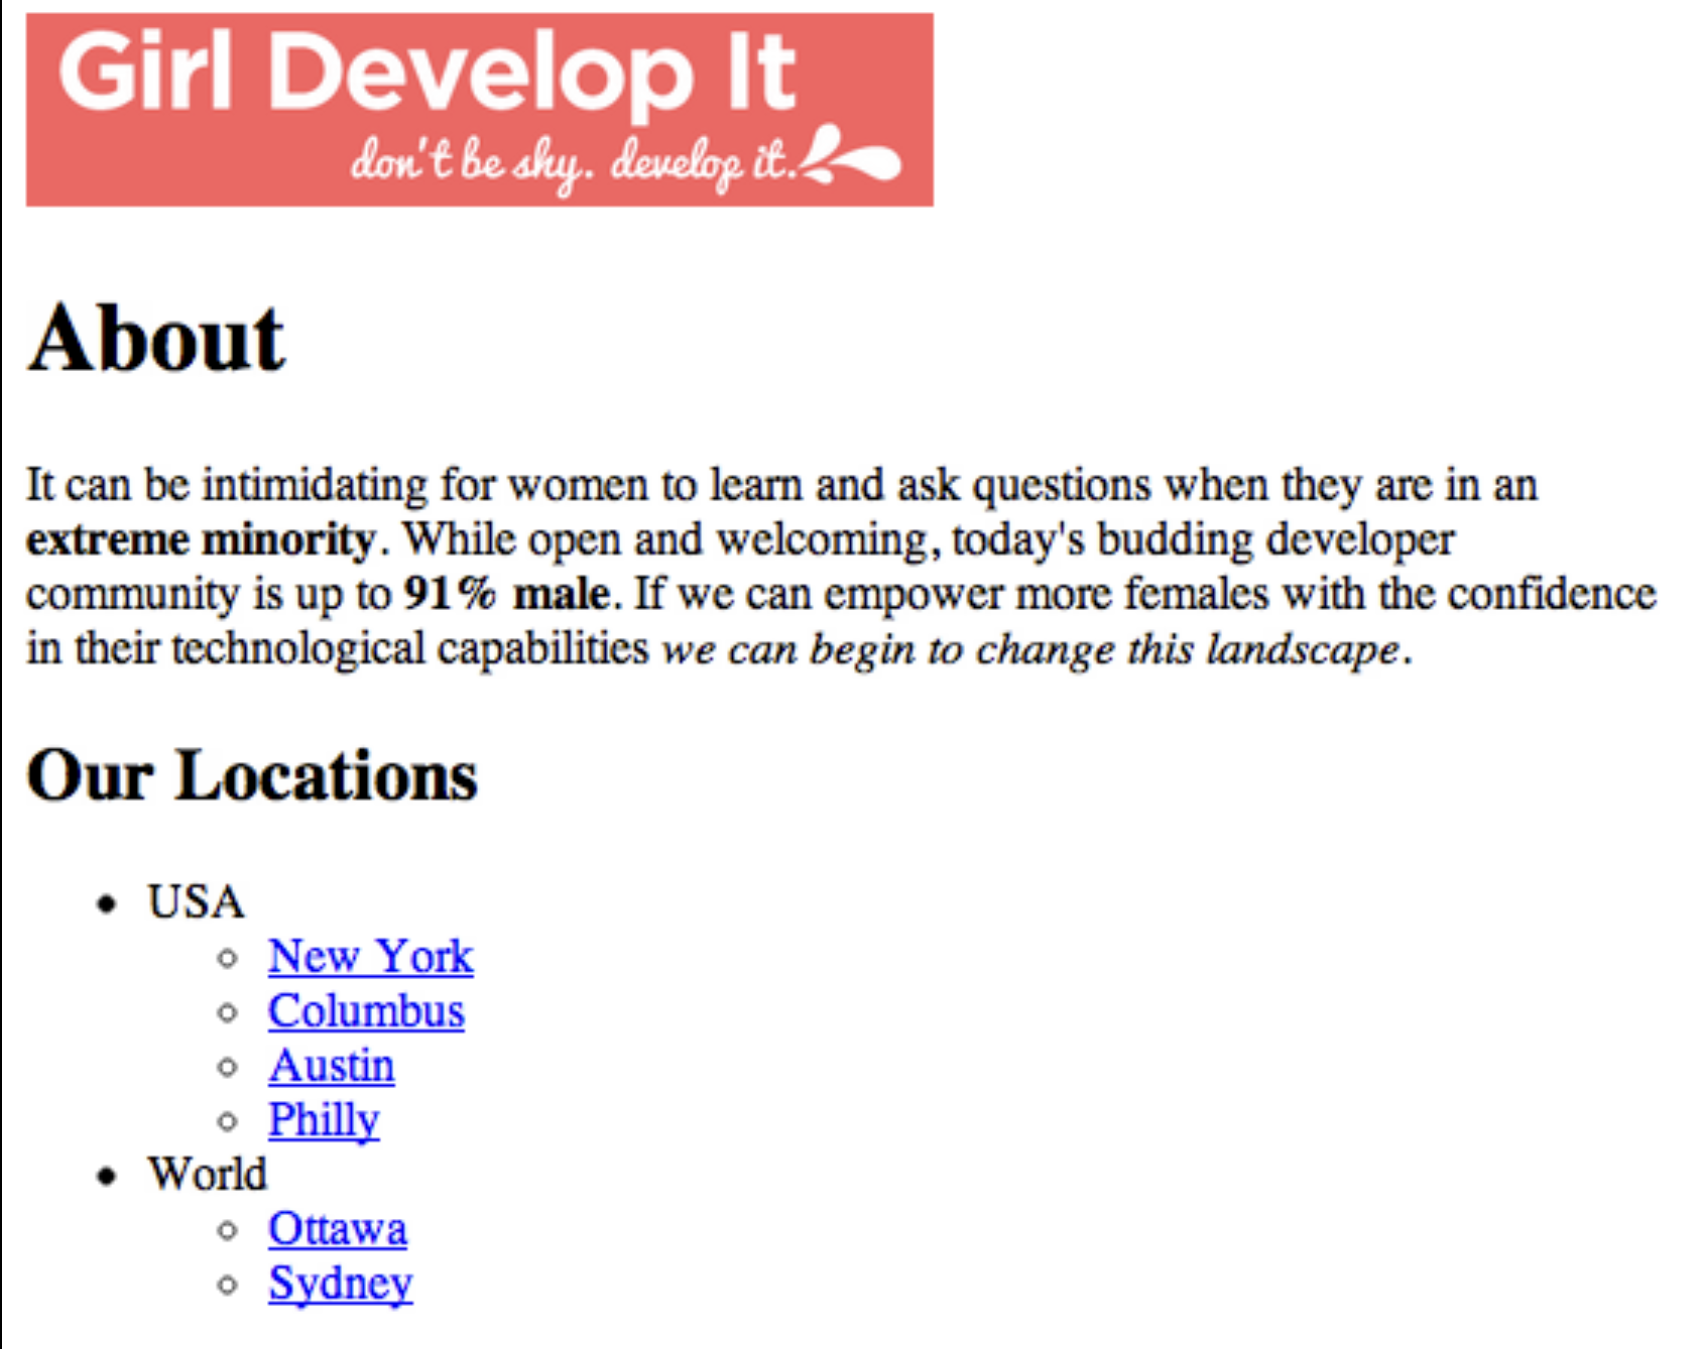 Girl Develop It
don't be shy. develop it.
About
It can be intimidating for women to learn and ask questions when they are in an
extreme minority. While open and welcoming, today's budding developer
community is up to 91% male. If we can empower more females with the confidence
in their technological capabilities we can begin to change this landscape.
Our Locations
USA
New York
Columbus
Austin
Philly
World
Ottawa
Sydney